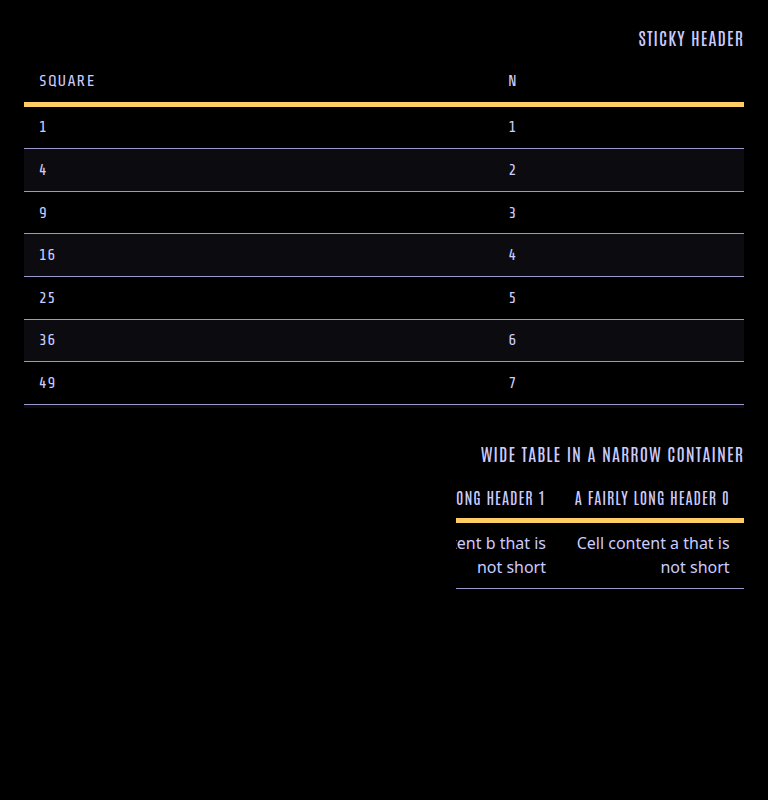 STICKY HEADER
SQUARE N
1 1
4 2
9 3
16 4
25 5
36 6
49 7
WIDE TABLE IN A NARROW CONTAINER
HEADER 1 A FAIRLY LONG HEADER 0
b that is Cell content a that is
not short not short